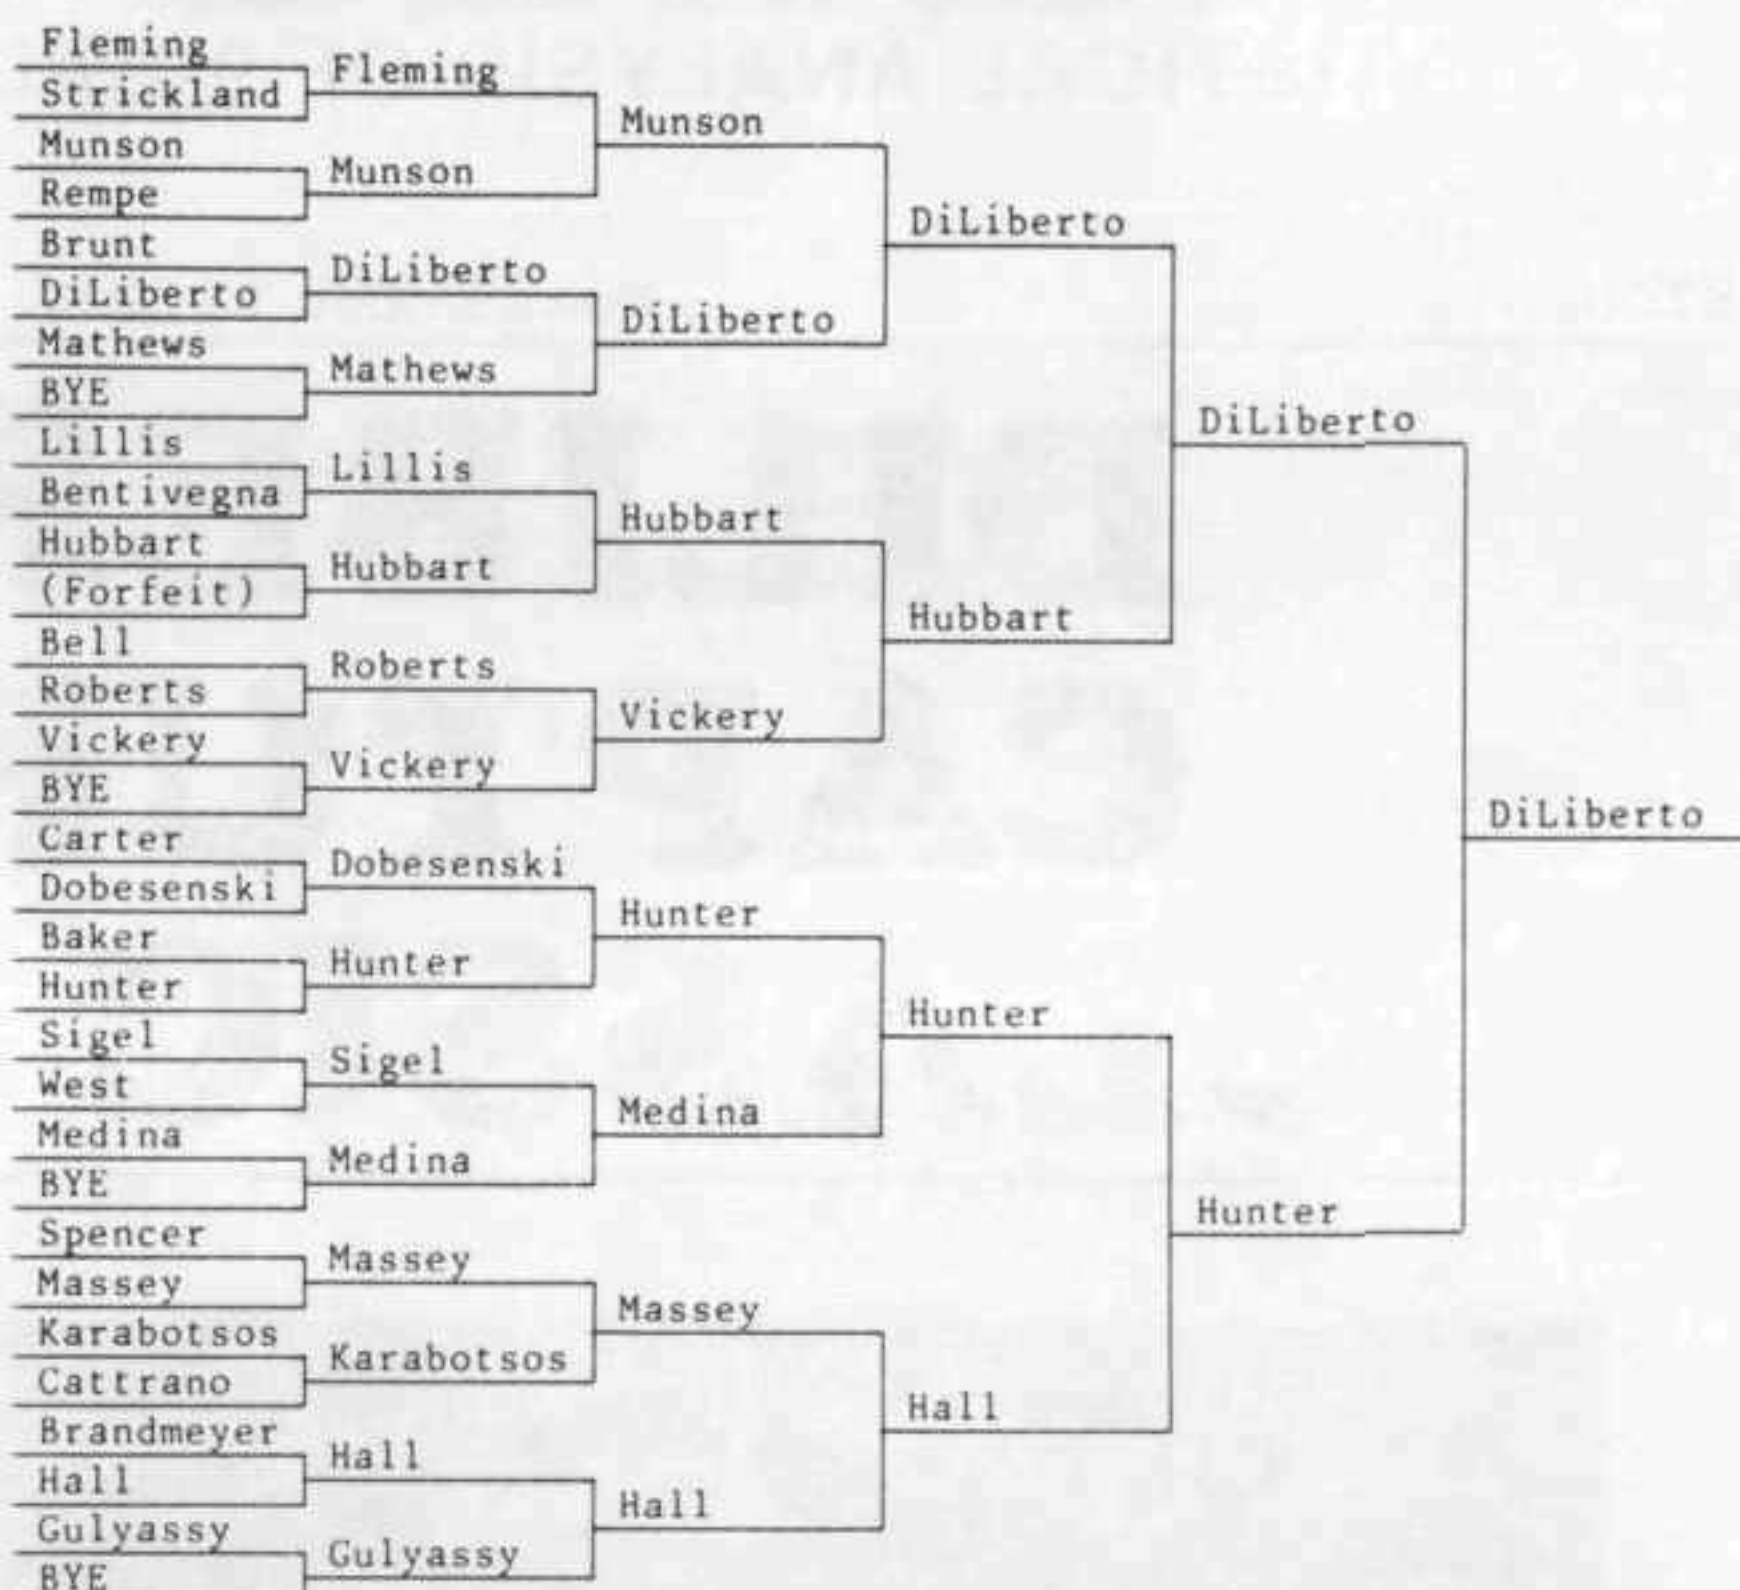 Fleming
Strickland
Munson
Rempe
Brunt
DiLiberto
Mathews
BYE
Lillis
Bentivegna
Hubbart
(Forfeit)
Bell
Roberts
Vickery
BYE
Carter
Dobesenski
Baker
Hunter
Sigel
West
Medina
BYE
Spencer
Massey
Karabotsos
Cattrano
Brandmeyer
Hall
Gulyassy
BYE
Fleming
Munson
DiLiberto
Mathews
Lillis
Hubbart
Roberts
Vickery
Dobesenski
Hunter
Sigel
Medina
Massey
Karabotsos
Hall
Gulyassy
Munson
DiLiberto
Hubbart
Vickery
Hunter
Medina
Massey
Hall
DiLiberto
Hubbart
Hunter
Hall
DiLiberto
Hunter
DiLiberto